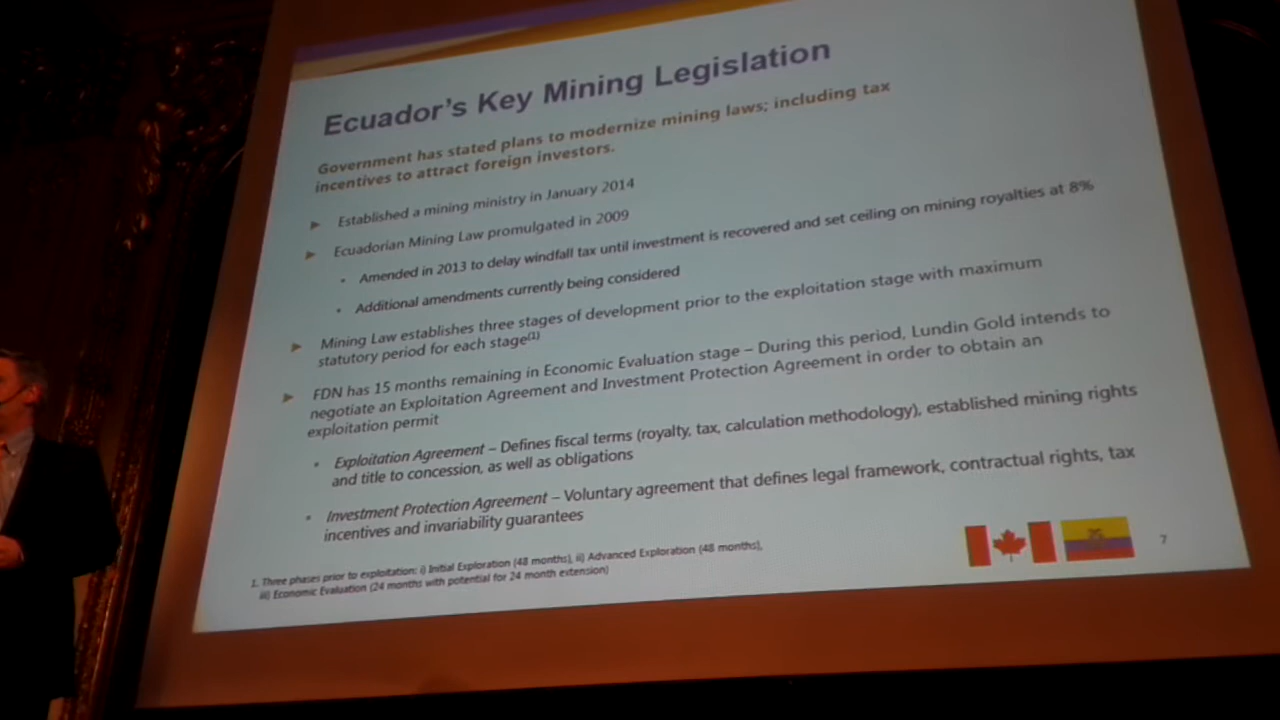 Ecuador's Key Mining Legislation
Government has stated plans to modernize mining laws; including tax
incentives to attract foreign investors.
Established a mining ministry in January 2014
Ecuadorian Mining Law promulgated in 2009
Amended in 2013 to delay windfall tax until investment is recovered and set ceiling on mining royalties at 8%
Additional amendments currently being considered
Mining Law establishes three stages of development prior to the exploitation stage with maximum
statutory period for each stage(1)
FDN has 15 months remaining in Economic Evaluation stage – During this period, Lundin Gold intends to
negotiate an Exploitation Agreement and Investment Protection Agreement in order to obtain an
exploitation permit
Exploitation Agreement – Defines fiscal terms (royalty, tax, calculation methodology), established mining rights
and title to concession, as well as obligations
Investment Protection Agreement – Voluntary agreement that defines legal framework, contractual rights, tax
incentives and invariability guarantees
1. Three phases prior to exploitation: i) Initial Exploration (48 months), ii) Advanced Exploration (48 months),
iii) Economic Evaluation (24 months with potential for 24 month extension)
7